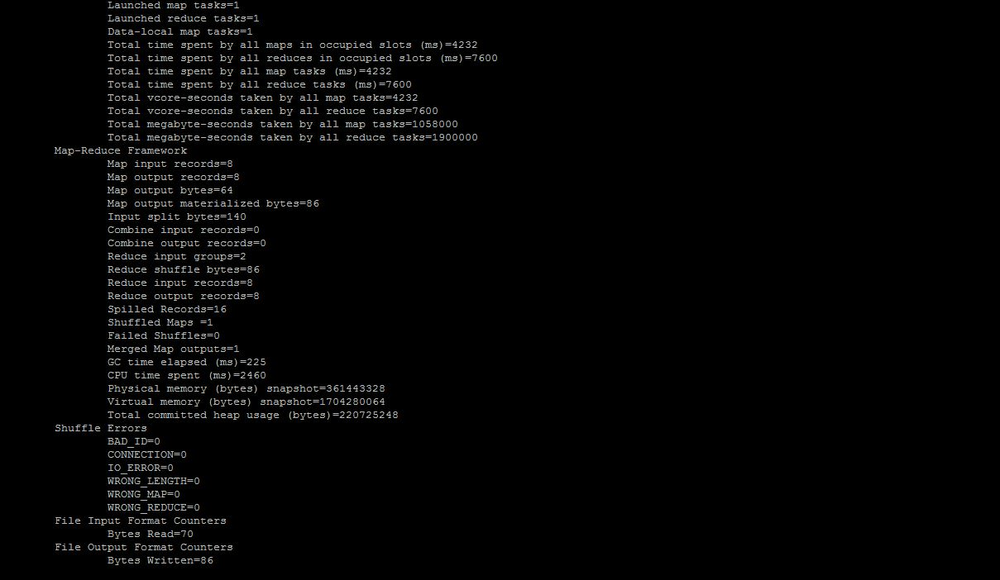 Launched map tasks=1
Launched reduce tasks=1
Data-local map tasks=1
Total time spent by all maps in occupied slots (ms)=4232
Total time spent by all reduces in occupied slots (ms)=7600
Total time spent by all map tasks (ms)=4232
Total time spent by all reduce tasks (ms)=7600
Total vcore-seconds taken by all map tasks=4232
Total vcore-seconds taken by all reduce tasks=7600
Total megabyte-seconds taken by all map tasks=1058000
Total megabyte-seconds taken by all reduce tasks=1900000
Map-Reduce Framework
Map input records=8
Map output records=8
Map output bytes=64
Map output materialized bytes=86
Input split bytes=140
Combine input records=0
Combine output records=0
Reduce input groups=2
Reduce shuffle bytes=86
Reduce input records=8
Reduce output records=8
Spilled Records=16
Shuffled Maps =1
Failed Shuffles=0
Merged Map outputs=1
GC time elapsed (ms)=225
CPU time spent (ms)=2460
Physical memory (bytes) snapshot=361443328
Virtual memory (bytes) snapshot=1704280064
Total committed heap usage (bytes)=220725248
Shuffle Errors
BAD_ID=0
CONNECTION=0
IO_ERROR=0
WRONG_LENGTH=0
WRONG_MAP=0
WRONG_REDUCE=0
File Input Format Counters
Bytes Read=70
File Output Format Counters
Bytes Written=86